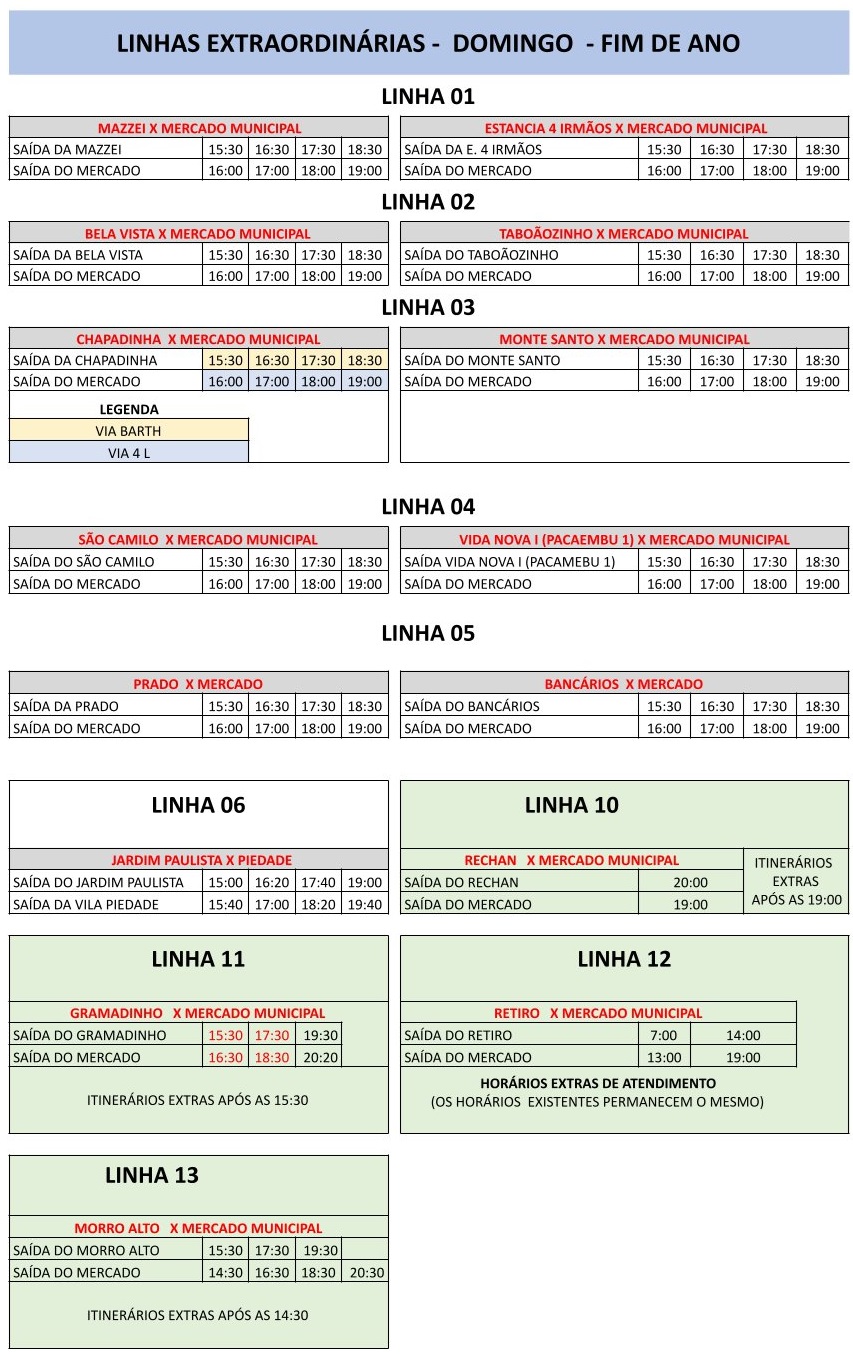 LINHAS EXTRAORDINÁRIAS - DOMINGO - FIM DE ANO
LINHA 01
MAZZEI X MERCADO MUNICIPAL
SAÍDA DA MAZZEI 15:30 16:30 17:30 18:30
SAÍDA DO MERCADO 16:00 17:00 18:00 19:00
ESTANCIA 4 IRMÃOS X MERCADO MUNICIPAL
SAÍDA DA E. 4 IRMÃOS 15:30 16:30 17:30 18:30
SAÍDA DO MERCADO 16:00 17:00 18:00 19:00
LINHA 02
BELA VISTA X MERCADO MUNICIPAL
SAÍDA DA BELA VISTA 15:30 16:30 17:30 18:30
SAÍDA DO MERCADO 16:00 17:00 18:00 19:00
TABOÃOZINHO X MERCADO MUNICIPAL
SAÍDA DO TABOÃOZINHO 15:30 16:30 17:30 18:30
SAÍDA DO MERCADO 16:00 17:00 18:00 19:00
LINHA 03
CHAPADINHA X MERCADO MUNICIPAL
SAÍDA DA CHAPADINHA 15:30 16:30 17:30 18:30
SAÍDA DO MERCADO 16:00 17:00 18:00 19:00
LEGENDA
VIA BARTH
VIA 4 L
MONTE SANTO X MERCADO MUNICIPAL
SAÍDA DO MONTE SANTO 15:30 16:30 17:30 18:30
SAÍDA DO MERCADO 16:00 17:00 18:00 19:00
LINHA 04
SÃO CAMILO X MERCADO MUNICIPAL
SAÍDA DO SÃO CAMILO 15:30 16:30 17:30 18:30
SAÍDA DO MERCADO 16:00 17:00 18:00 19:00
VIDA NOVA I (PACAEMBU 1) X MERCADO MUNICIPAL
SAÍDA VIDA NOVA I (PACAMEBU 1) 15:30 16:30 17:30 18:30
SAÍDA DO MERCADO 16:00 17:00 18:00 19:00
LINHA 05
PRADO X MERCADO
SAÍDA DA PRADO 15:30 16:30 17:30 18:30
SAÍDA DO MERCADO 16:00 17:00 18:00 19:00
BANCÁRIOS X MERCADO
SAÍDA DO BANCÁRIOS 15:30 16:30 17:30 18:30
SAÍDA DO MERCADO 16:00 17:00 18:00 19:00
LINHA 06
JARDIM PAULISTA X PIEDADE
SAÍDA DO JARDIM PAULISTA 15:00 16:20 17:40 19:00
SAÍDA DA VILA PIEDADE 15:40 17:00 18:20 19:40
LINHA 10
RECHAN X MERCADO MUNICIPAL
SAÍDA DO RECHAN 20:00
SAÍDA DO MERCADO 19:00
ITINERÁRIOS
EXTRAS
APÓS AS 19:00
LINHA 11
GRAMADINHO X MERCADO MUNICIPAL
SAÍDA DO GRAMADINHO 15:30 17:30 19:30
SAÍDA DO MERCADO 16:30 18:30 20:20
ITINERÁRIOS EXTRAS APÓS AS 15:30
LINHA 12
RETIRO X MERCADO MUNICIPAL
SAÍDA DO RETIRO 7:00 14:00
SAÍDA DO MERCADO 13:00 19:00
HORÁRIOS EXTRAS DE ATENDIMENTO
(OS HORÁRIOS EXISTENTES PERMANECEM O MESMO)
LINHA 13
MORRO ALTO X MERCADO MUNICIPAL
SAÍDA DO MORRO ALTO 15:30 17:30 19:30
SAÍDA DO MERCADO 14:30 16:30 18:30 20:30
ITINERÁRIOS EXTRAS APÓS AS 14:30